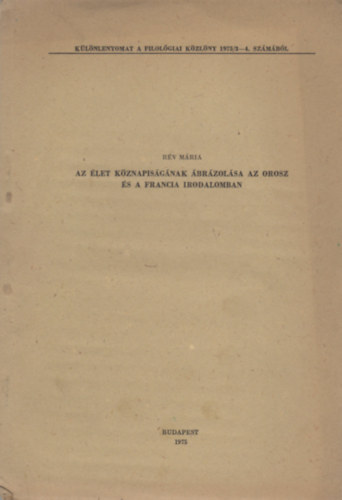 KÜLÖNLENYOMAT A FILOLÓGIAI KÖZLÖNY 1973/3—4. SZÁMÁBÓL
RÉV MÁRIA
AZ ÉLET KÖZNAPISÁGÁNAK ÁBRÁZOLÁSA AZ OROSZ
ÉS A FRANCIA IRODALOMBAN
BUDAPEST
1975